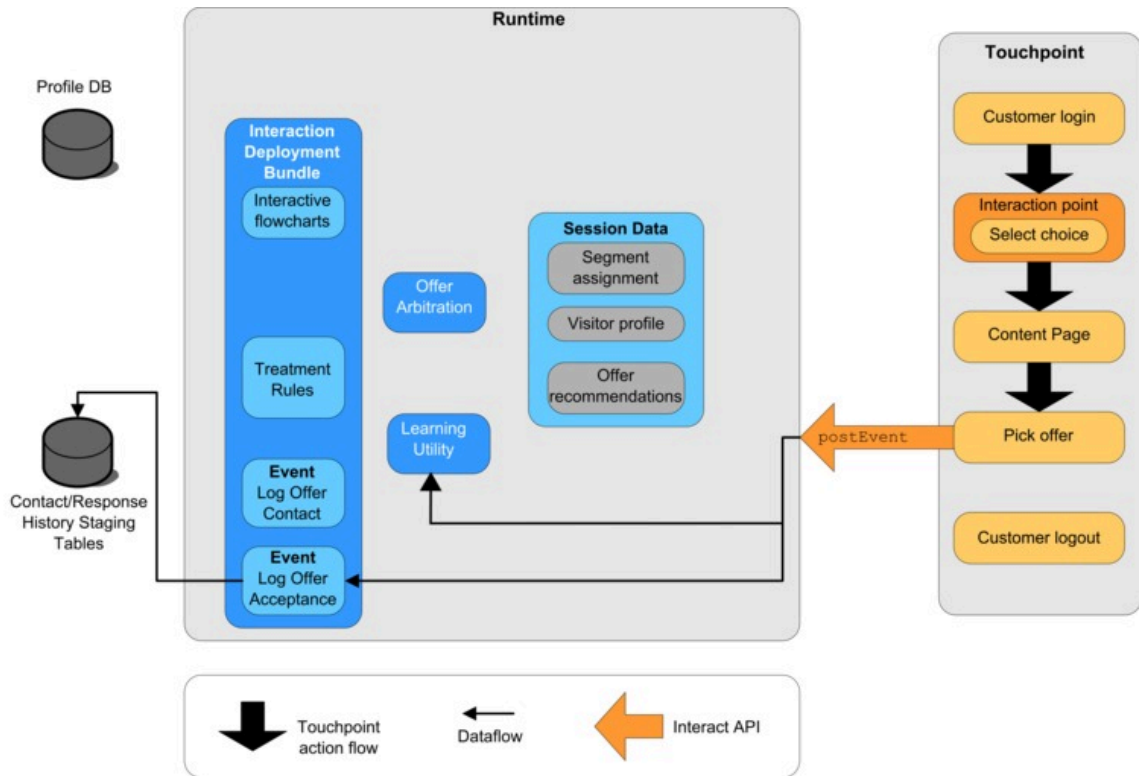 Runtime
Touchpoint
Profile DB
Customer login
Interaction
Deployment
Bundle
Interactive
flowcharts
Interaction point
Select choice
Session Data
Segment
assignment
Offer
Arbitration
Visitor profile
Content Page
Treatment
Rules
Offer
recommendations
Learning
Utility
postEvent
Pick offer
Contact/Response
History Staging
Tables
Event
Log Offer
Contact
Customer logout
Event
Log Offer
Acceptance
Touchpoint
action flow
Dataflow
Interact API